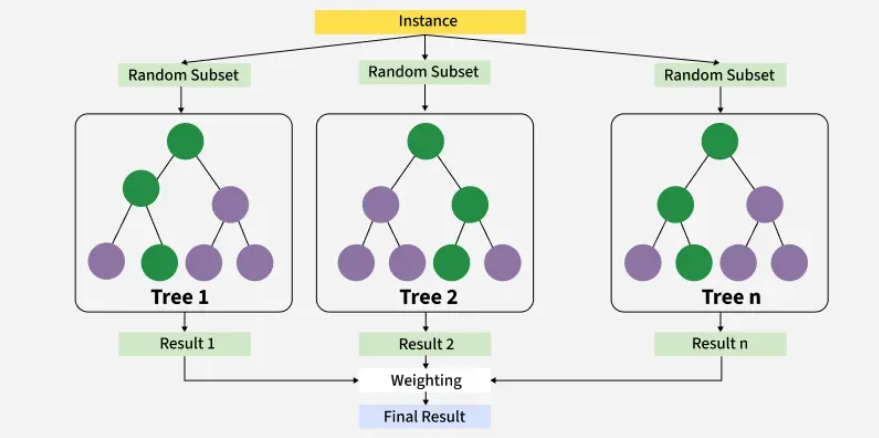 Instance
Random Subset
Random Subset
Random Subset
Tree 1
Tree 2
Tree n
Result 1
Result 2
Result n
Weighting
Final Result